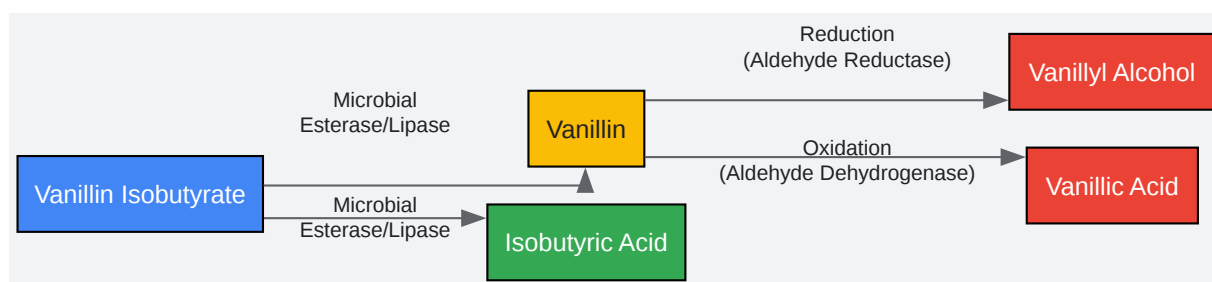 Reduction
(Aldehyde Reductase)
Vanillyl Alcohol
Microbial
Esterase/Lipase
Vanillin
Oxidation
(Aldehyde Dehydrogenase)
Vanillic Acid
Vanillin Isobutyrate
Microbial
Esterase/Lipase
Isobutyric Acid